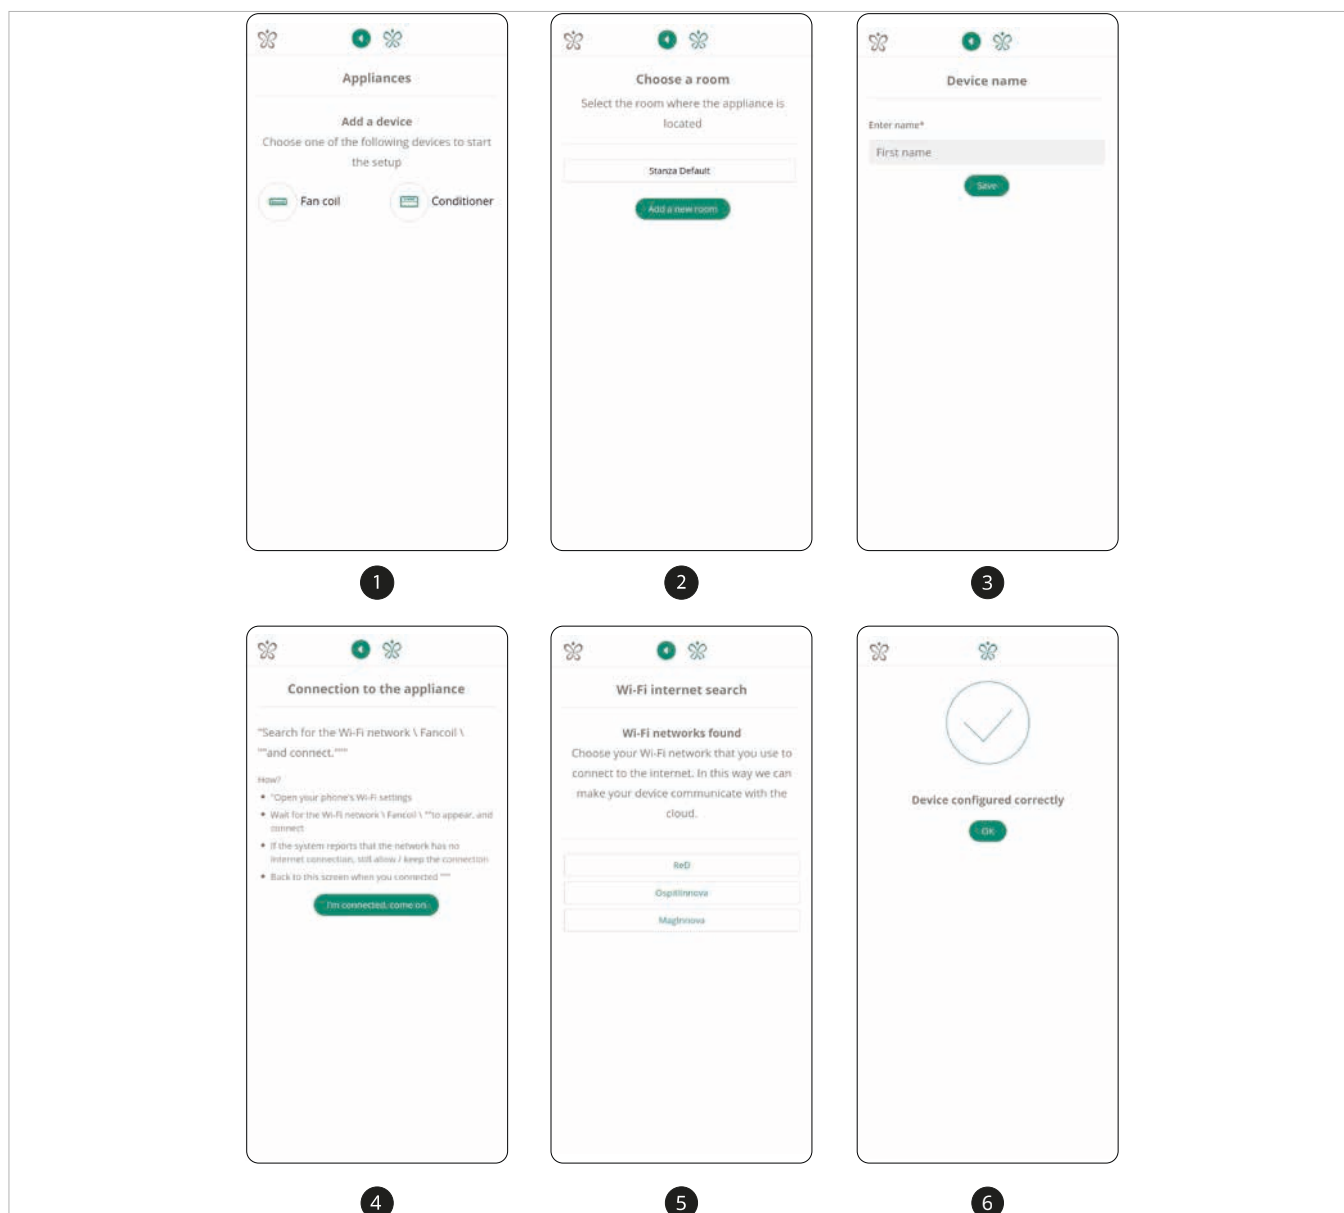 Appliances
Add a device
Choose one of the following devices to start
the setup
Fan coil
Conditioner
1
Choose a room
Select the room where the appliance is
located
Stanza Default
Add a new room
2
Device name
Enter name*
First name
Save
3
Connection to the appliance
"Search for the Wi-Fi network \ Fancoil \
""and connect.""""
How?
• "Open your phone's Wi-Fi settings
• Wait for the Wi-Fi network \ Fancoil \ ""to appear, and
connect
• If the system reports that the network has no
Internet connection, still allow / keep the connection
• Back to this screen when you connected """
I'm connected, come on.
4
Wi-Fi internet search
Wi-Fi networks found
Choose your Wi-Fi network that you use to
connect to the internet. In this way we can
make your device communicate with the
cloud.
ReD
OspitiInnova
MagInnova
5
Device configured correctly
OK
6